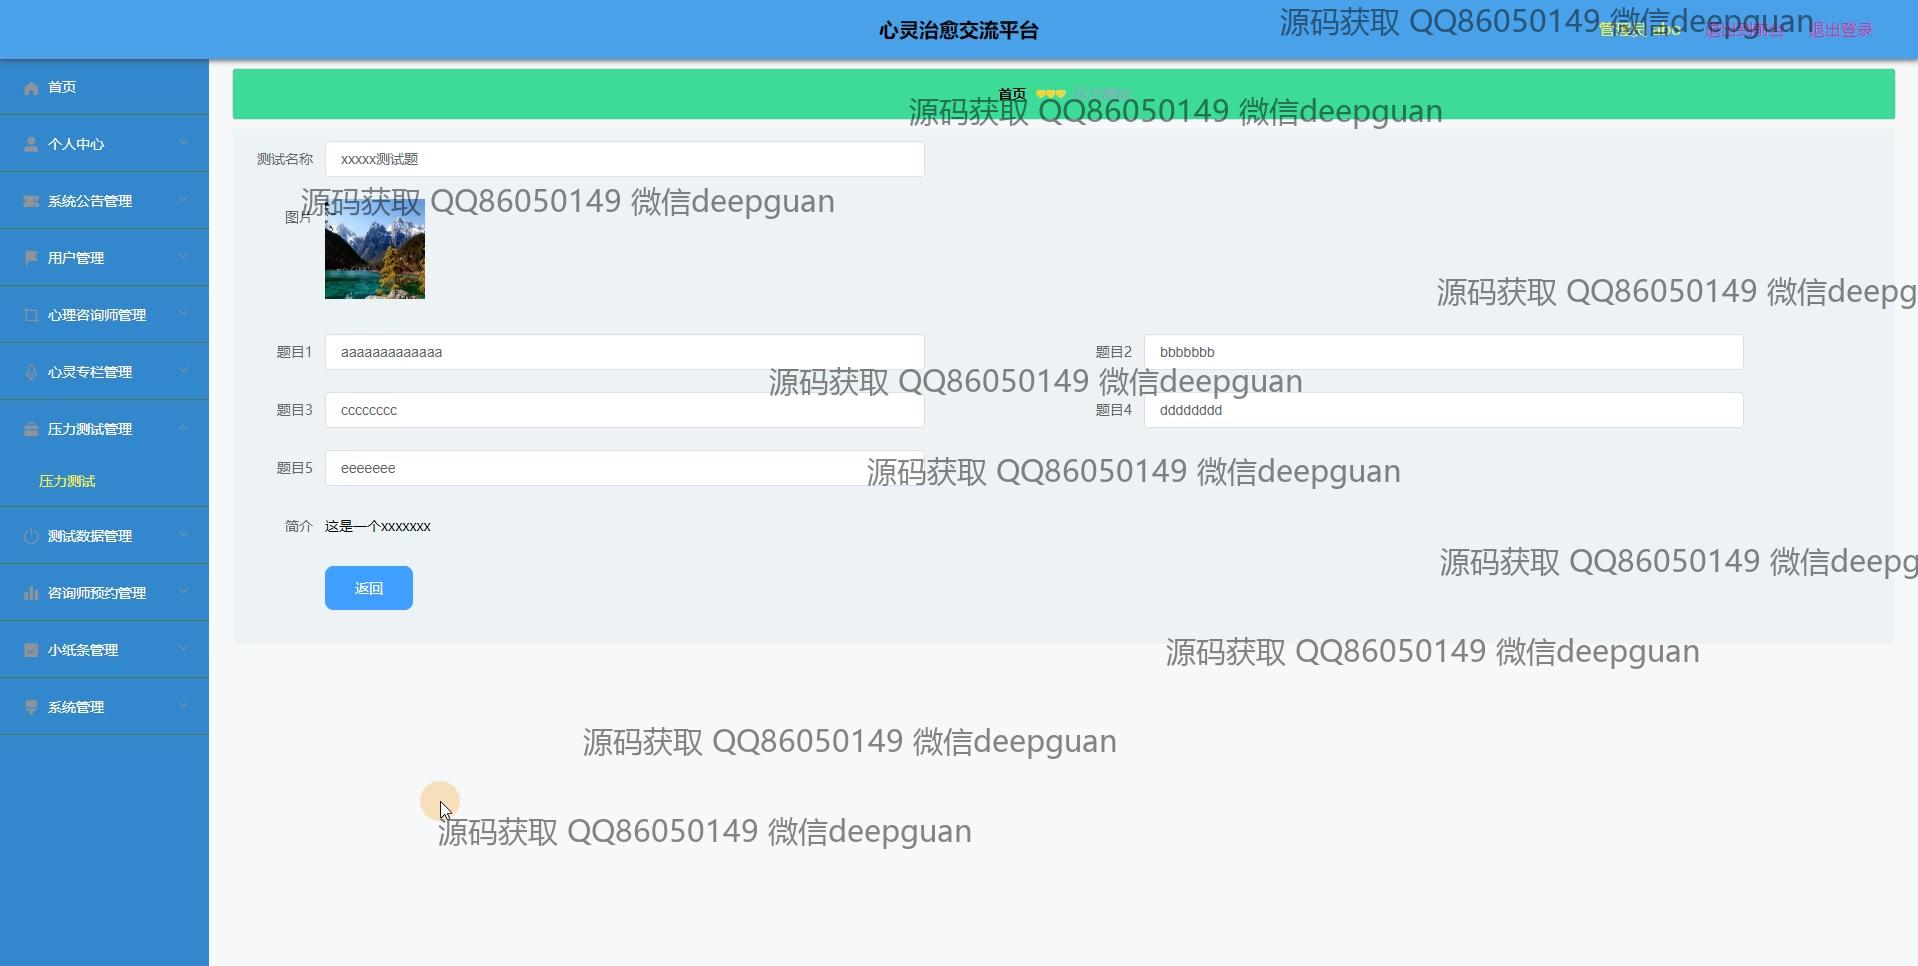 心灵治愈交流平台
源码获取 QQ86050149 微信deepguan
管理员 abc 退出到前台 退出登录
首页
个人中心
系统公告管理
用户管理
心理咨询师管理
心灵专栏管理
压力测试管理
压力测试
测试数据管理
咨询师预约管理
小纸条管理
系统管理
首页 压力测试
源码获取 QQ86050149 微信deepguan
测试名称 xxxxx测试题
源码获取 QQ86050149 微信deepguan
图片
源码获取 QQ86050149 微信deepg
题目1 aaaaaaaaaaaaa 题目2 bbbbbbb
源码获取 QQ86050149 微信deepguan
题目3 cccccccc 题目4 dddddddd
题目5 eeeeeee
源码获取 QQ86050149 微信deepguan
简介 这是一个xxxxxxx
源码获取 QQ86050149 微信deepg
返回
源码获取 QQ86050149 微信deepguan
源码获取 QQ86050149 微信deepguan
源码获取 QQ86050149 微信deepguan